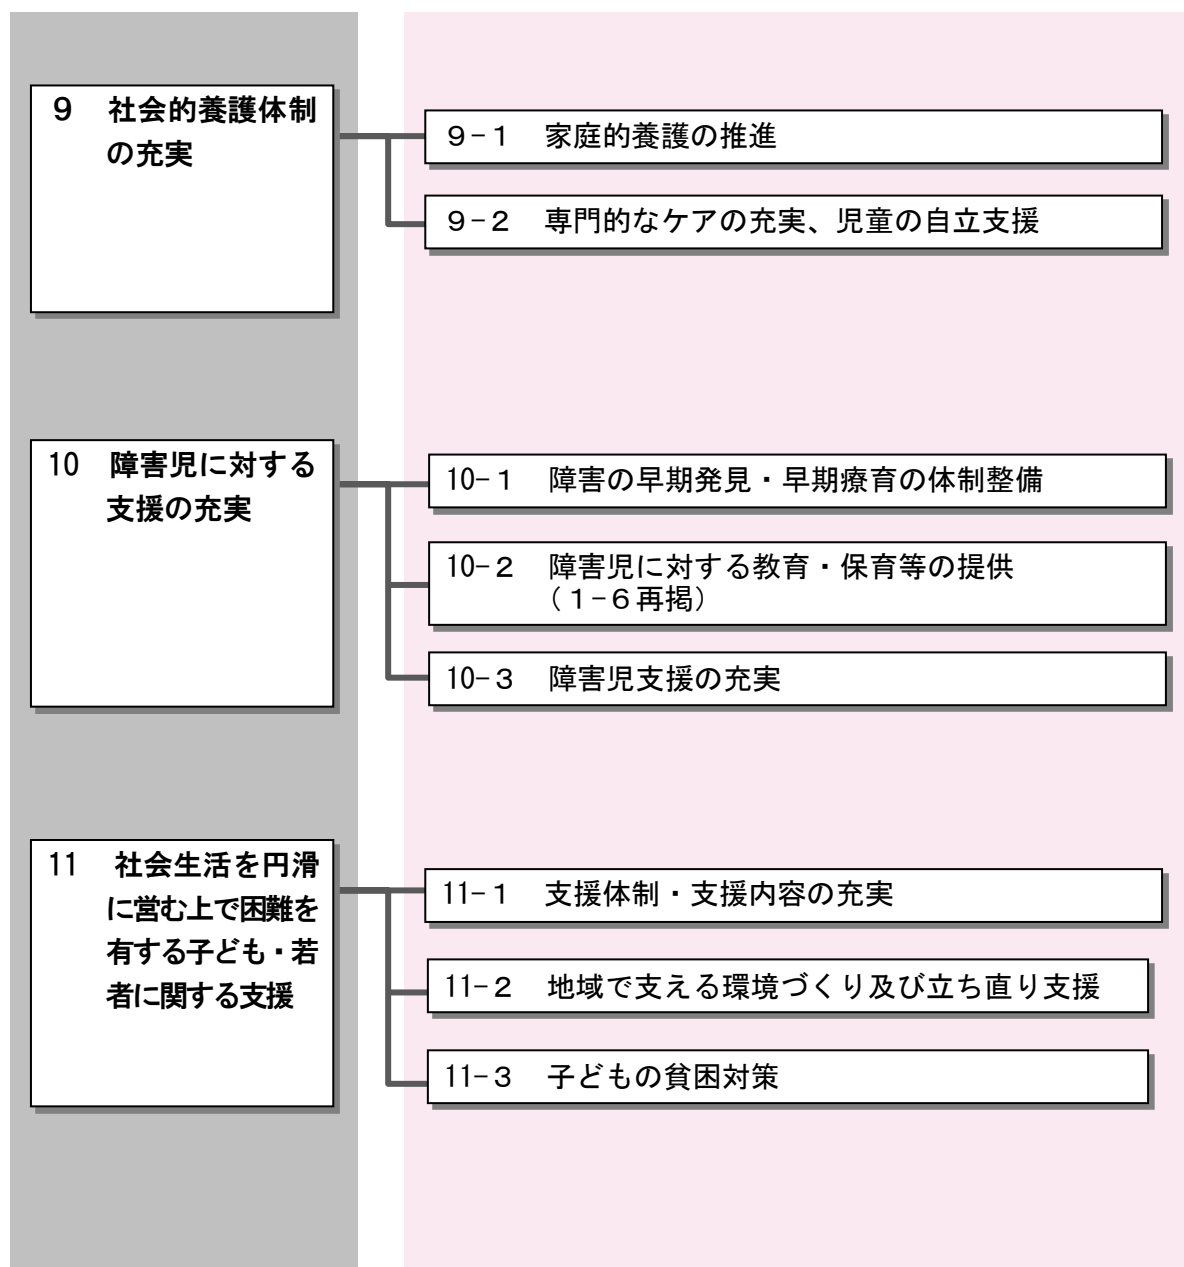 ９　社会的養護体制
の充実
９−１　家庭的養護の推進
９−２　専門的なケアの充実、児童の自立支援
10　障害児に対する
支援の充実
10−１　障害の早期発見・早期療育の体制整備
10−２　障害児に対する教育・保育等の提供
（１−６再掲）
10−３　障害児支援の充実
11　社会生活を円滑
に営む上で困難を
有する子ども・若
者に関する支援
11−１　支援体制・支援内容の充実
11−２　地域で支える環境づくり及び立ち直り支援
11−３　子どもの貧困対策